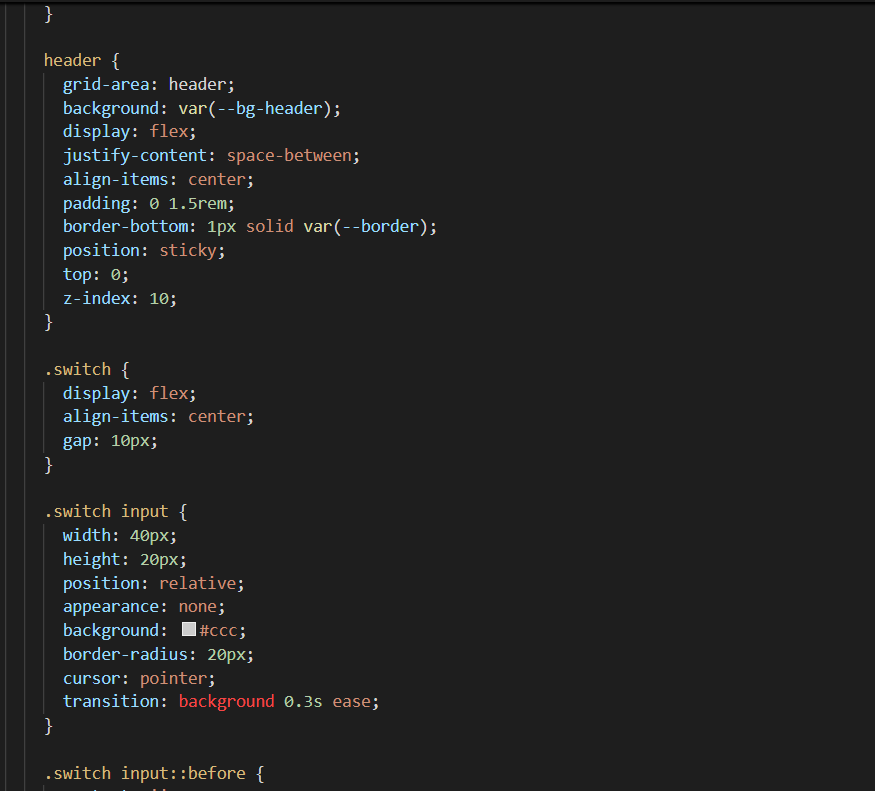 }
header {
grid-area: header;
background: var(--bg-header);
display: flex;
justify-content: space-between;
align-items: center;
padding: 0 1.5rem;
border-bottom: 1px solid var(--border);
position: sticky;
top: 0;
z-index: 10;
}
.switch {
display: flex;
align-items: center;
gap: 10px;
}
.switch input {
width: 40px;
height: 20px;
position: relative;
appearance: none;
background: #ccc;
border-radius: 20px;
cursor: pointer;
transition: background 0.3s ease;
}
.switch input::before {